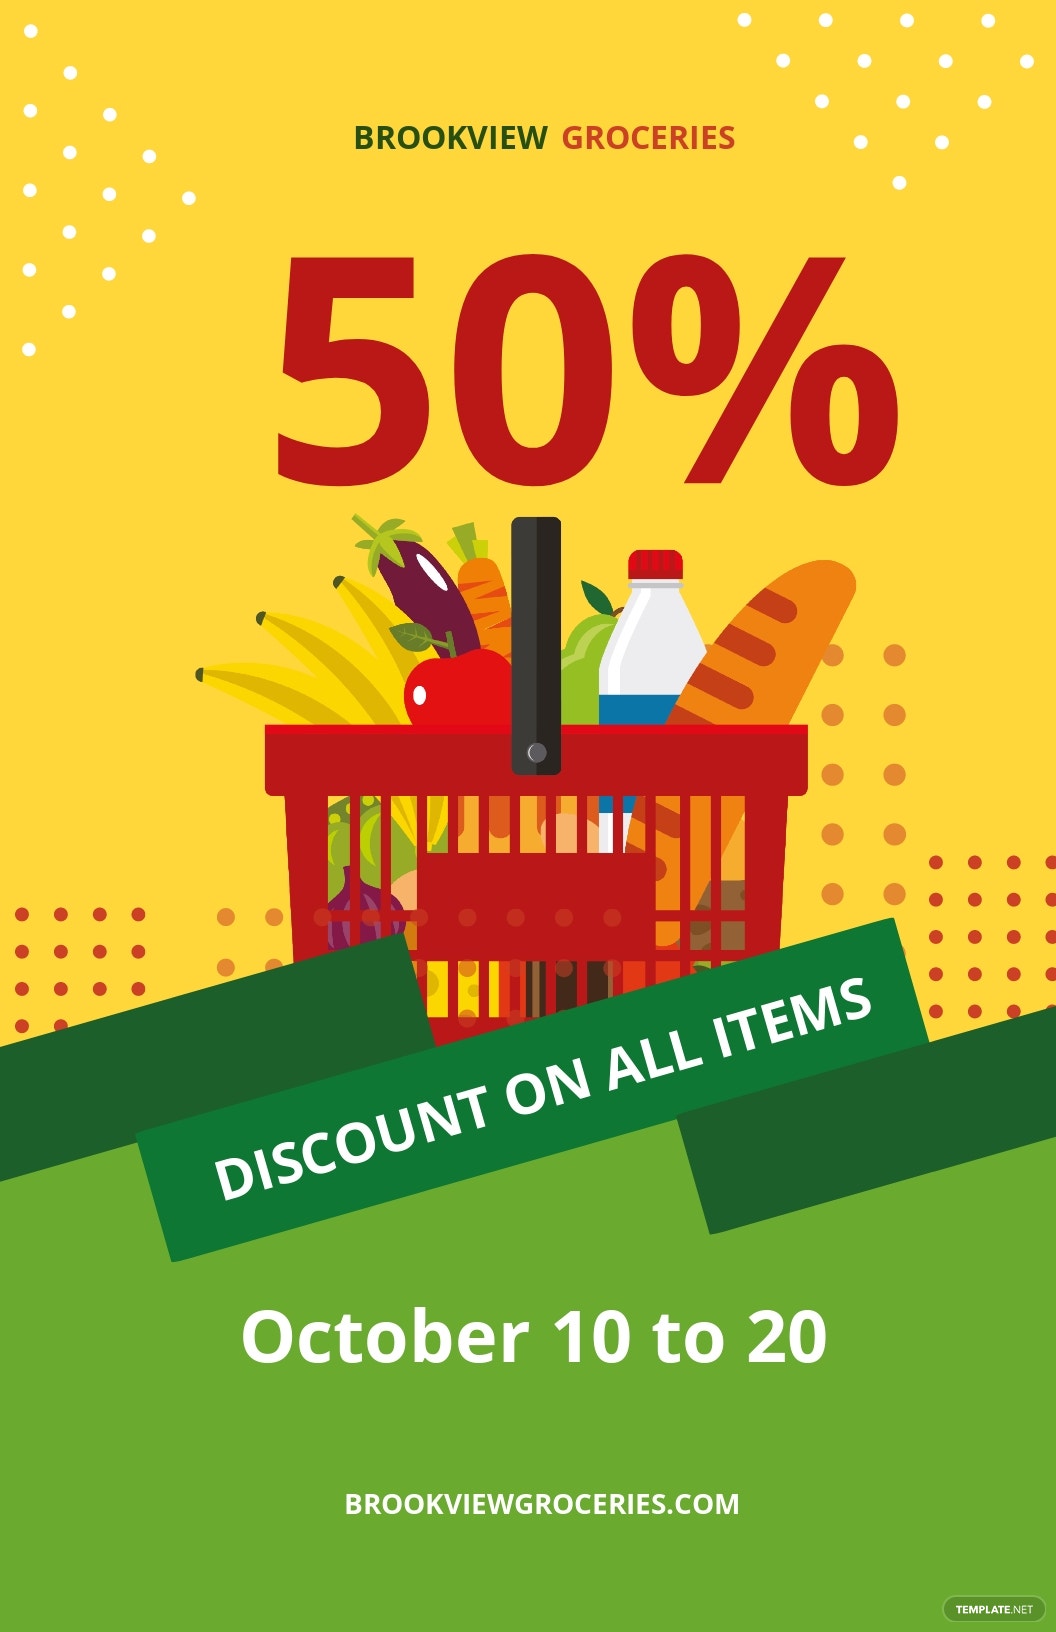 BROOKVIEW GROCERIES
50%
DISCOUNT ON ALL ITEMS
October 10 to 20
BROOKVIEWGROCERIES.COM
TEMPLATE.NET